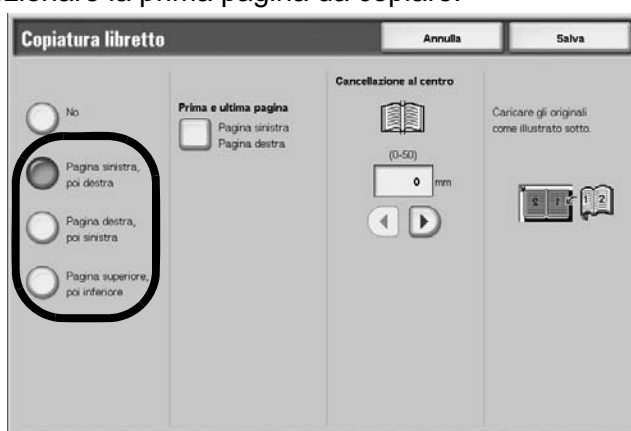 zionare la prima pagina da copiare.
Copiatura libretto
Annulla
Salva
No
Pagina sinistra,
poi destra
Pagina destra,
poi sinistra
Pagina superiore,
poi inferiore
Prima e ultima pagina
Pagina sinistra
Pagina destra
Cancellazione al centro
(0-50)
0 mm
Caricare gli originali
come illustrato sotto.
2 1 1 2